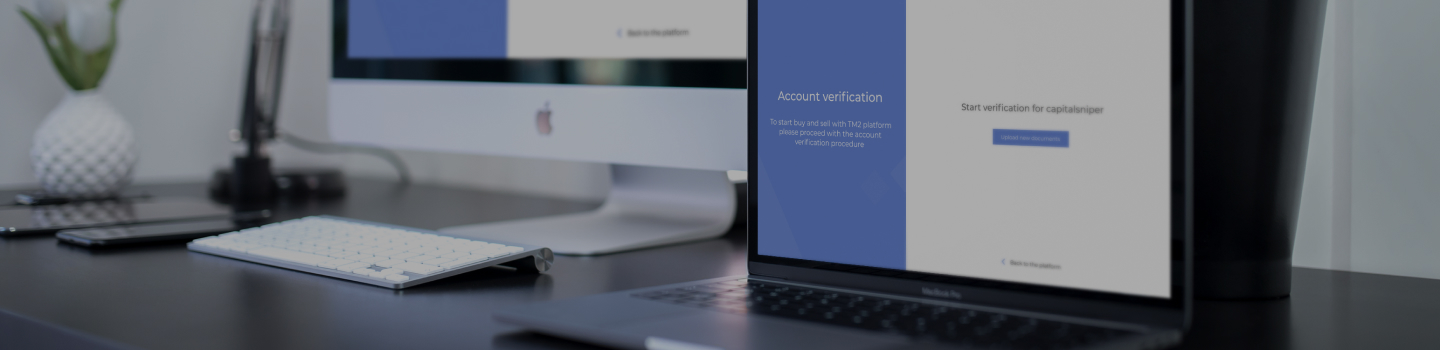 Back to the platform
Account verification
To start buy and sell with TM2 platform
please proceed with the account
verification procedure
Start verification for capitalsniper
Upload new documents
Back to the platform
MacBook Pro